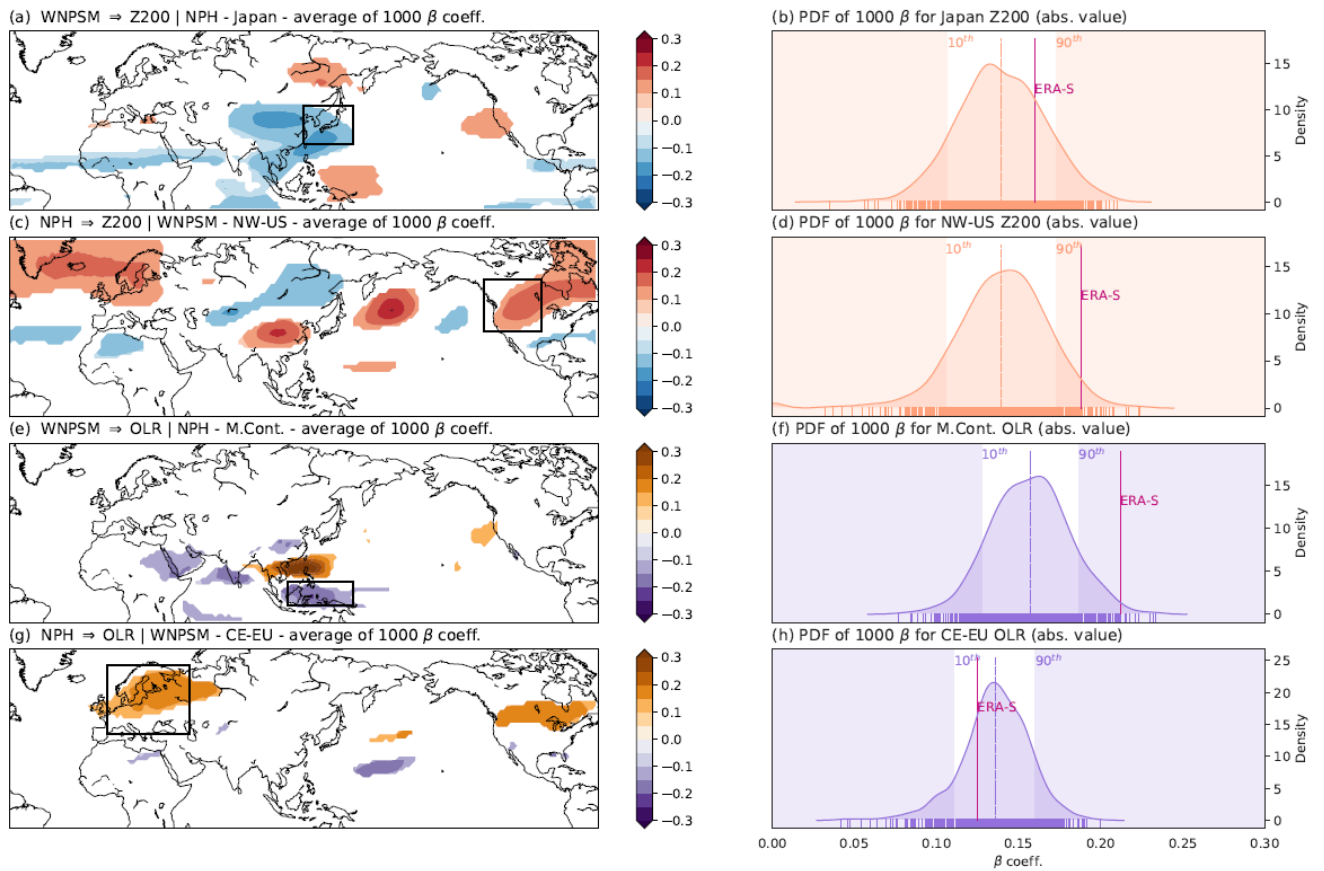 (a) WNPSM ⇒ Z200 | NPH - Japan - average of 1000 β coeff.
0.3
0.2
0.1
0.0
−0.1
−0.2
−0.3
(b) PDF of 1000 β for Japan Z200 (abs. value)
10th
90th
ERA-S
15
10
5
0
Density
(c) NPH ⇒ Z200 | WNPSM - NW-US - average of 1000 β coeff.
0.3
0.2
0.1
0.0
−0.1
−0.2
−0.3
(d) PDF of 1000 β for NW-US Z200 (abs. value)
10th
90th
ERA-S
15
10
5
0
Density
(e) WNPSM ⇒ OLR | NPH - M.Cont. - average of 1000 β coeff.
0.3
0.2
0.1
0.0
−0.1
−0.2
−0.3
(f) PDF of 1000 β for M.Cont. OLR (abs. value)
10th
90th
ERA-S
15
10
5
0
Density
(g) NPH ⇒ OLR | WNPSM - CE-EU - average of 1000 β coeff.
0.3
0.2
0.1
0.0
−0.1
−0.2
−0.3
(h) PDF of 1000 β for CE-EU OLR (abs. value)
10th
90th
ERA-S
25
20
15
10
5
0
Density
0.00 0.05 0.10 0.15 0.20 0.25 0.30
β coeff.